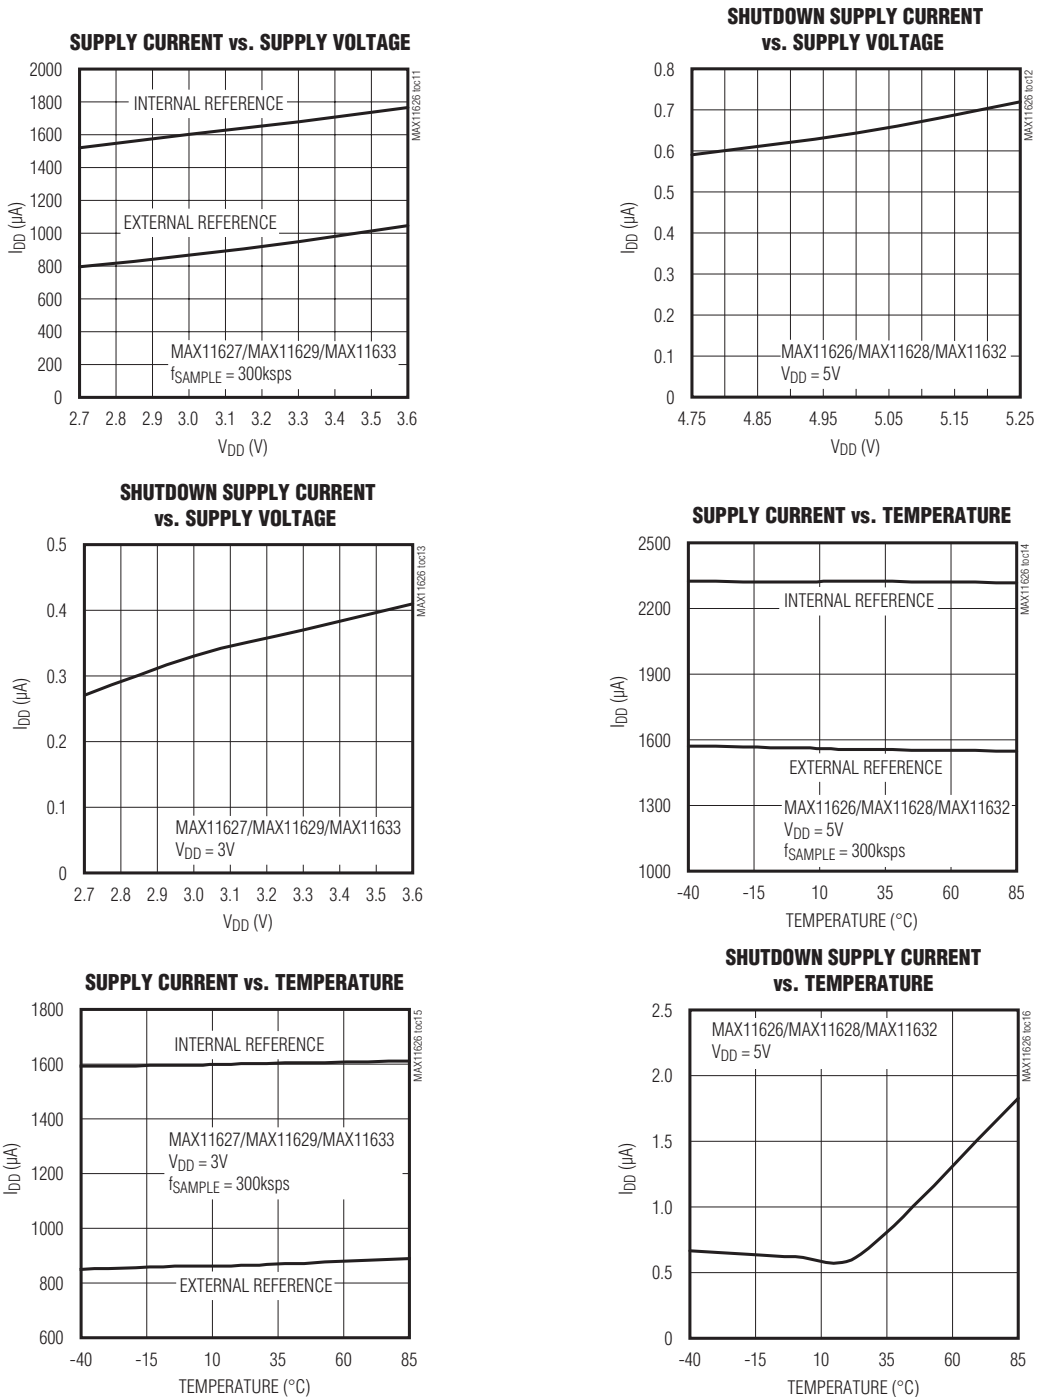 SUPPLY CURRENT vs. SUPPLY VOLTAGE
2000
1800
1600
1400
1200
1000
800
600
400
200
0
IDD (µA)
INTERNAL REFERENCE
EXTERNAL REFERENCE
MAX11627/MAX11629/MAX11633
fSAMPLE = 300ksps
MAX11626 toc11
2.7 2.8 2.9 3.0 3.1 3.2 3.3 3.4 3.5 3.6
VDD (V)
SHUTDOWN SUPPLY CURRENT
vs. SUPPLY VOLTAGE
0.8
0.7
0.6
0.5
0.4
0.3
0.2
0.1
0
IDD (µA)
MAX11626/MAX11628/MAX11632
VDD = 5V
MAX11626 toc12
4.75 4.85 4.95 5.05 5.15 5.25
VDD (V)
SHUTDOWN SUPPLY CURRENT
vs. SUPPLY VOLTAGE
0.5
0.4
0.3
0.2
0.1
0
IDD (µA)
MAX11627/MAX11629/MAX11633
VDD = 3V
MAX11626 toc13
2.7 2.8 2.9 3.0 3.1 3.2 3.3 3.4 3.5 3.6
VDD (V)
SUPPLY CURRENT vs. TEMPERATURE
2500
2200
1900
1600
1300
1000
IDD (µA)
INTERNAL REFERENCE
EXTERNAL REFERENCE
MAX11626/MAX11628/MAX11632
VDD = 5V
fSAMPLE = 300ksps
MAX11626 toc14
-40 -15 10 35 60 85
TEMPERATURE (°C)
SUPPLY CURRENT vs. TEMPERATURE
1800
1600
1400
1200
1000
800
600
IDD (µA)
INTERNAL REFERENCE
MAX11627/MAX11629/MAX11633
VDD = 3V
fSAMPLE = 300ksps
EXTERNAL REFERENCE
MAX11626 toc15
-40 -15 10 35 60 85
TEMPERATURE (°C)
SHUTDOWN SUPPLY CURRENT
vs. TEMPERATURE
2.5
2.0
1.5
1.0
0.5
0
IDD (µA)
MAX11626/MAX11628/MAX11632
VDD = 5V
MAX11626 toc16
-40 -15 10 35 60 85
TEMPERATURE (°C)